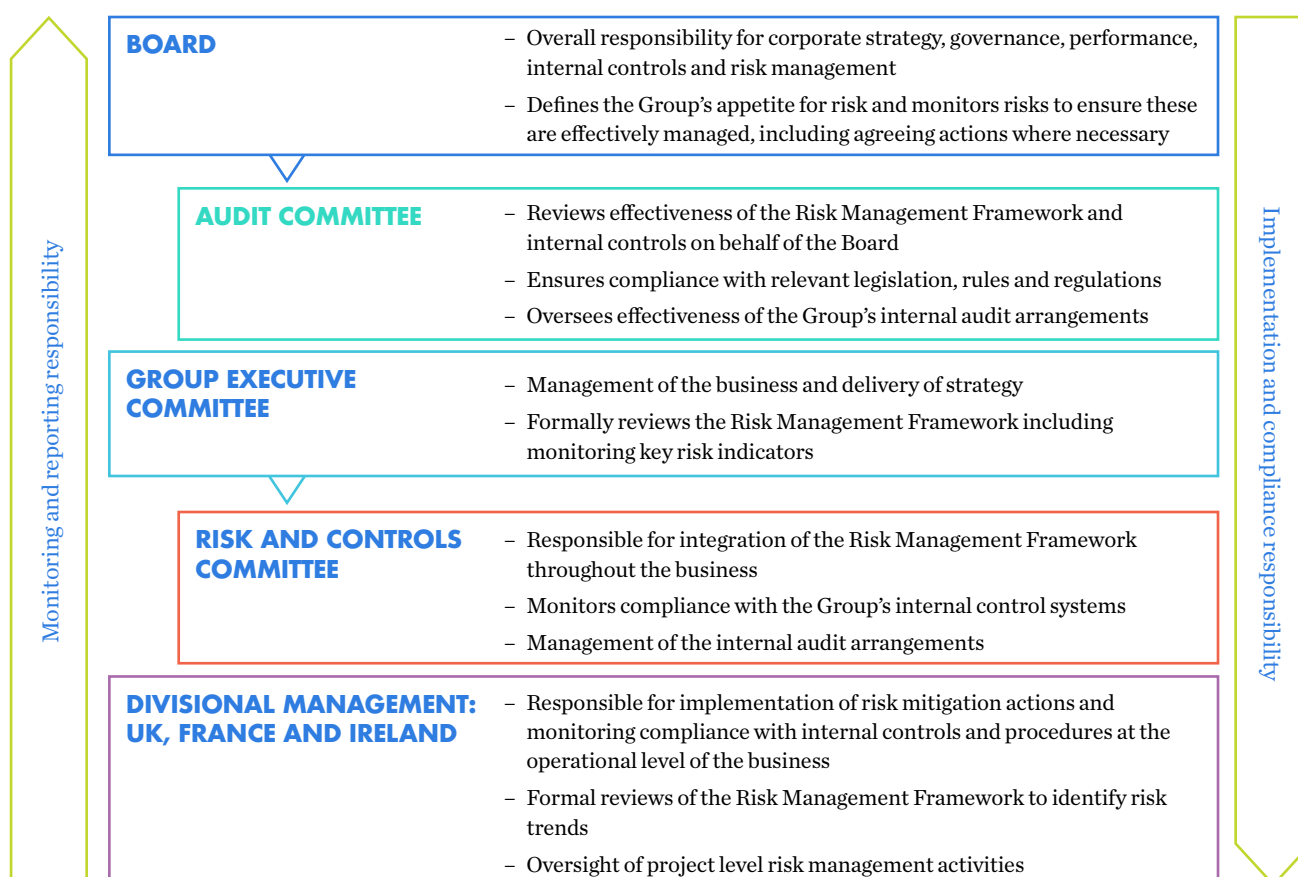 BOARD
– Overall responsibility for corporate strategy, governance, performance,
internal controls and risk management
– Defines the Group’s appetite for risk and monitors risks to ensure these
are effectively managed, including agreeing actions where necessary
AUDIT COMMITTEE
– Reviews effectiveness of the Risk Management Framework and
internal controls on behalf of the Board
– Ensures compliance with relevant legislation, rules and regulations
– Oversees effectiveness of the Group’s internal audit arrangements
GROUP EXECUTIVE
COMMITTEE
– Management of the business and delivery of strategy
– Formally reviews the Risk Management Framework including
monitoring key risk indicators
RISK AND CONTROLS
COMMITTEE
– Responsible for integration of the Risk Management Framework
throughout the business
– Monitors compliance with the Group’s internal control systems
– Management of the internal audit arrangements
DIVISIONAL MANAGEMENT:
UK, FRANCE AND IRELAND
– Responsible for implementation of risk mitigation actions and
monitoring compliance with internal controls and procedures at the
operational level of the business
– Formal reviews of the Risk Management Framework to identify risk
trends
– Oversight of project level risk management activities
Monitoring and reporting responsibility
Implementation and compliance responsibility